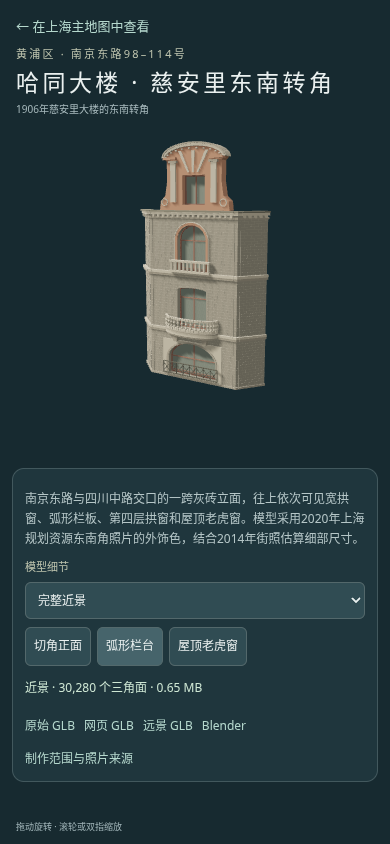 ← 在上海主地图中查看
黄浦区 · 南京东路98–114号
哈同大楼 · 慈安里东南转角
1906年慈安里大楼的东南转角
南京东路与四川中路交口的一跨灰砖立面，往上依次可见宽拱
窗、弧形栏板、第四层拱窗和屋顶老虎窗。模型采用2020年上海
规划资源东南角照片的外饰色，结合2014年街照估算细部尺寸。
模型细节
完整近景
切角正面 弧形栏台 屋顶老虎窗
近景 · 30,280 个三角面 · 0.65 MB
原始 GLB 网页 GLB 远景 GLB Blender
制作范围与照片来源
拖动旋转 · 滚轮或双指缩放